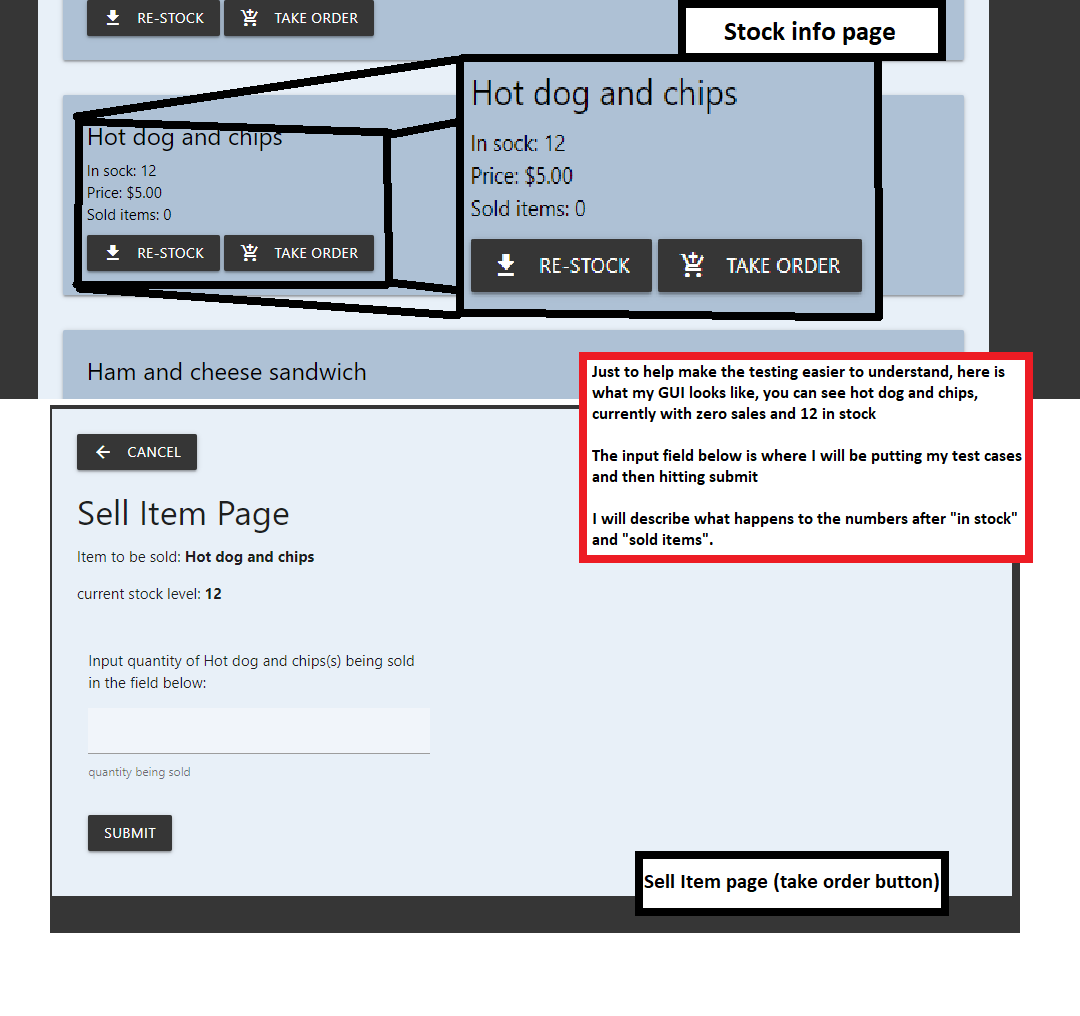 RE-STOCK TAKE ORDER
Stock info page
Hot dog and chips
In sock: 12
Price: $5.00
Sold items: 0
RE-STOCK TAKE ORDER
Hot dog and chips
In sock: 12
Price: $5.00
Sold items: 0
RE-STOCK TAKE ORDER
Ham and cheese sandwich
Just to help make the testing easier to understand, here is
what my GUI looks like, you can see hot dog and chips,
currently with zero sales and 12 in stock
The input field below is where I will be putting my test cases
and then hitting submit
I will describe what happens to the numbers after "in stock"
and "sold items".
CANCEL
Sell Item Page
Item to be sold: Hot dog and chips
current stock level: 12
Input quantity of Hot dog and chips(s) being sold
in the field below:
quantity being sold
SUBMIT
Sell Item page (take order button)